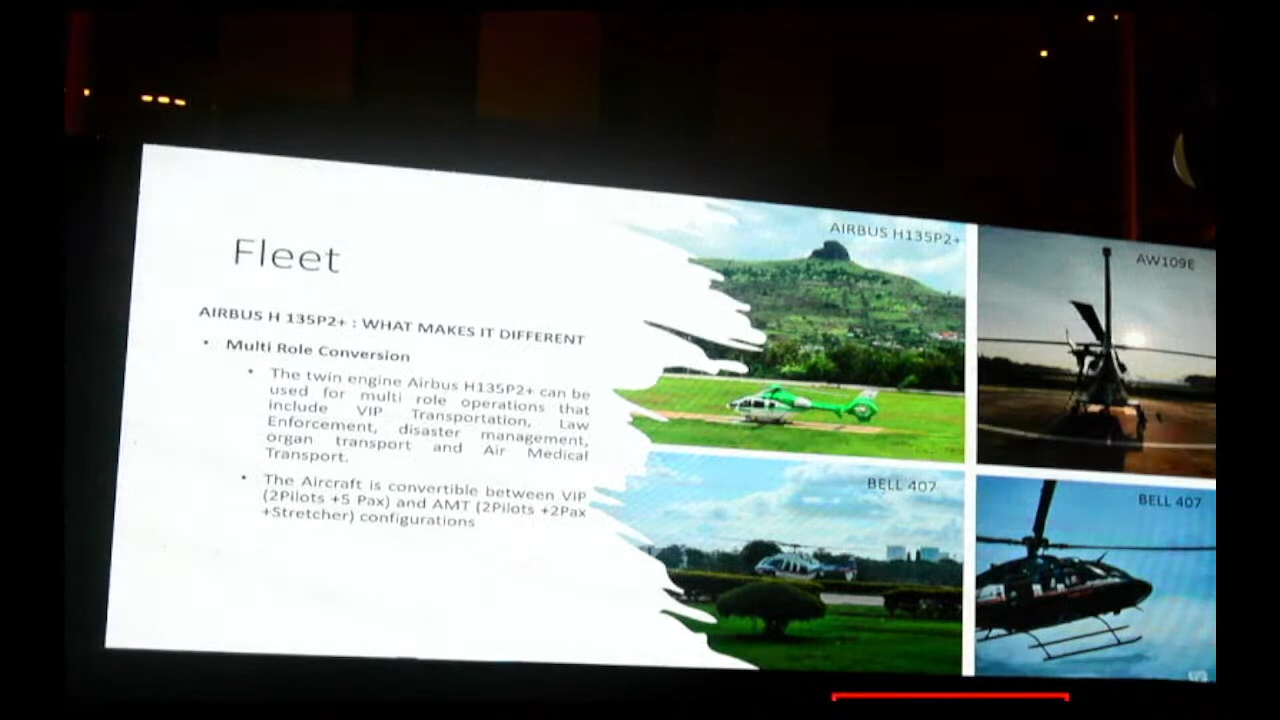 Fleet
AIRBUS H 135P2+ : WHAT MAKES IT DIFFERENT
• Multi Role Conversion
• The twin engine Airbus H135P2+ can be
used for multi role operations that
include VIP Transportation, Law
Enforcement, disaster management,
organ transport and Air Medical
Transport.
• The Aircraft is convertible between VIP
(2Pilots +5 Pax) and AMT (2Pilots +2Pax
+Stretcher) configurations
AIRBUS H135P2+
AW109E
BELL 407
BELL 407